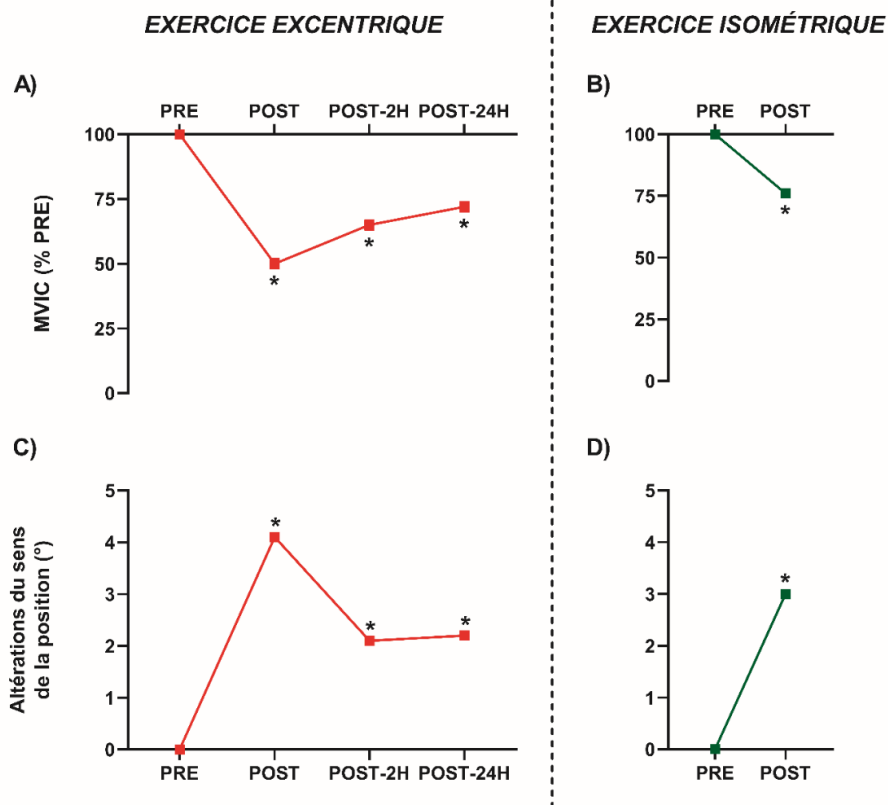 EXERCICE EXCENTRIQUE
EXERCICE ISOMÉTRIQUE
A)
PRE POST POST-2H POST-24H
100
75
50
25
0
MVIC (% PRE)
*
*
*
B)
PRE POST
100
75
50
25
0
*
C)
5
4
3
2
1
0
Altérations du sens
de la position (°)
*
*
*
PRE POST POST-2H POST-24H
D)
5
4
3
2
1
0
*
PRE POST